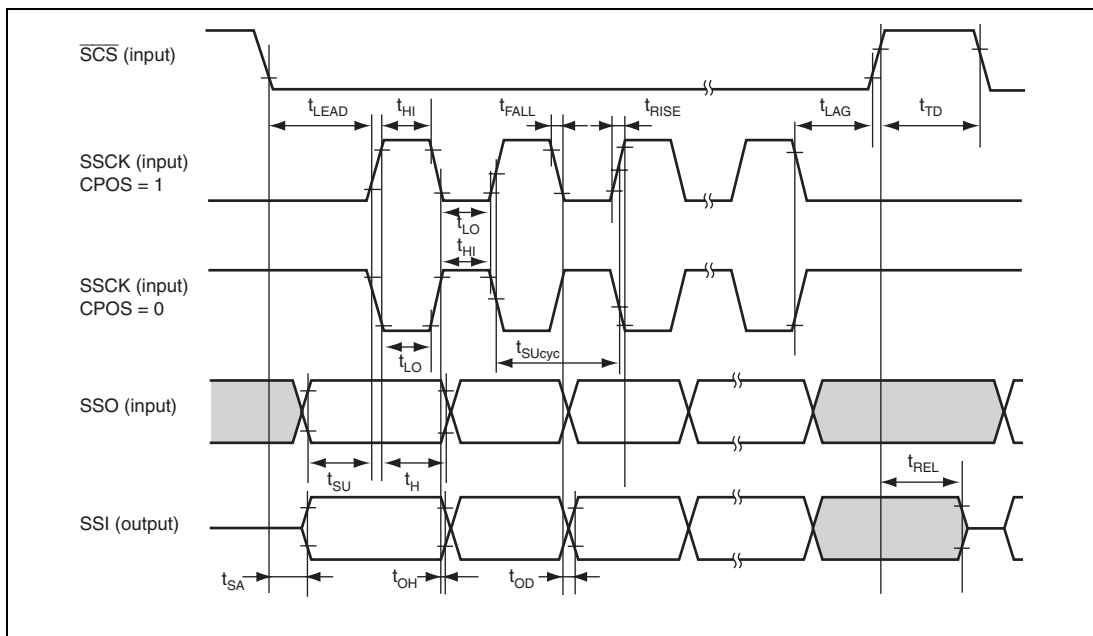 SCS (input)
tLEAD tHI tFALL tRISE tLAG tTD
SSCK (input)
CPOS = 1
tLO
tHI
SSCK (input)
CPOS = 0
tLO
tSUcyc
SSO (input)
tSU tH tREL
SSI (output)
tSA tOH tOD